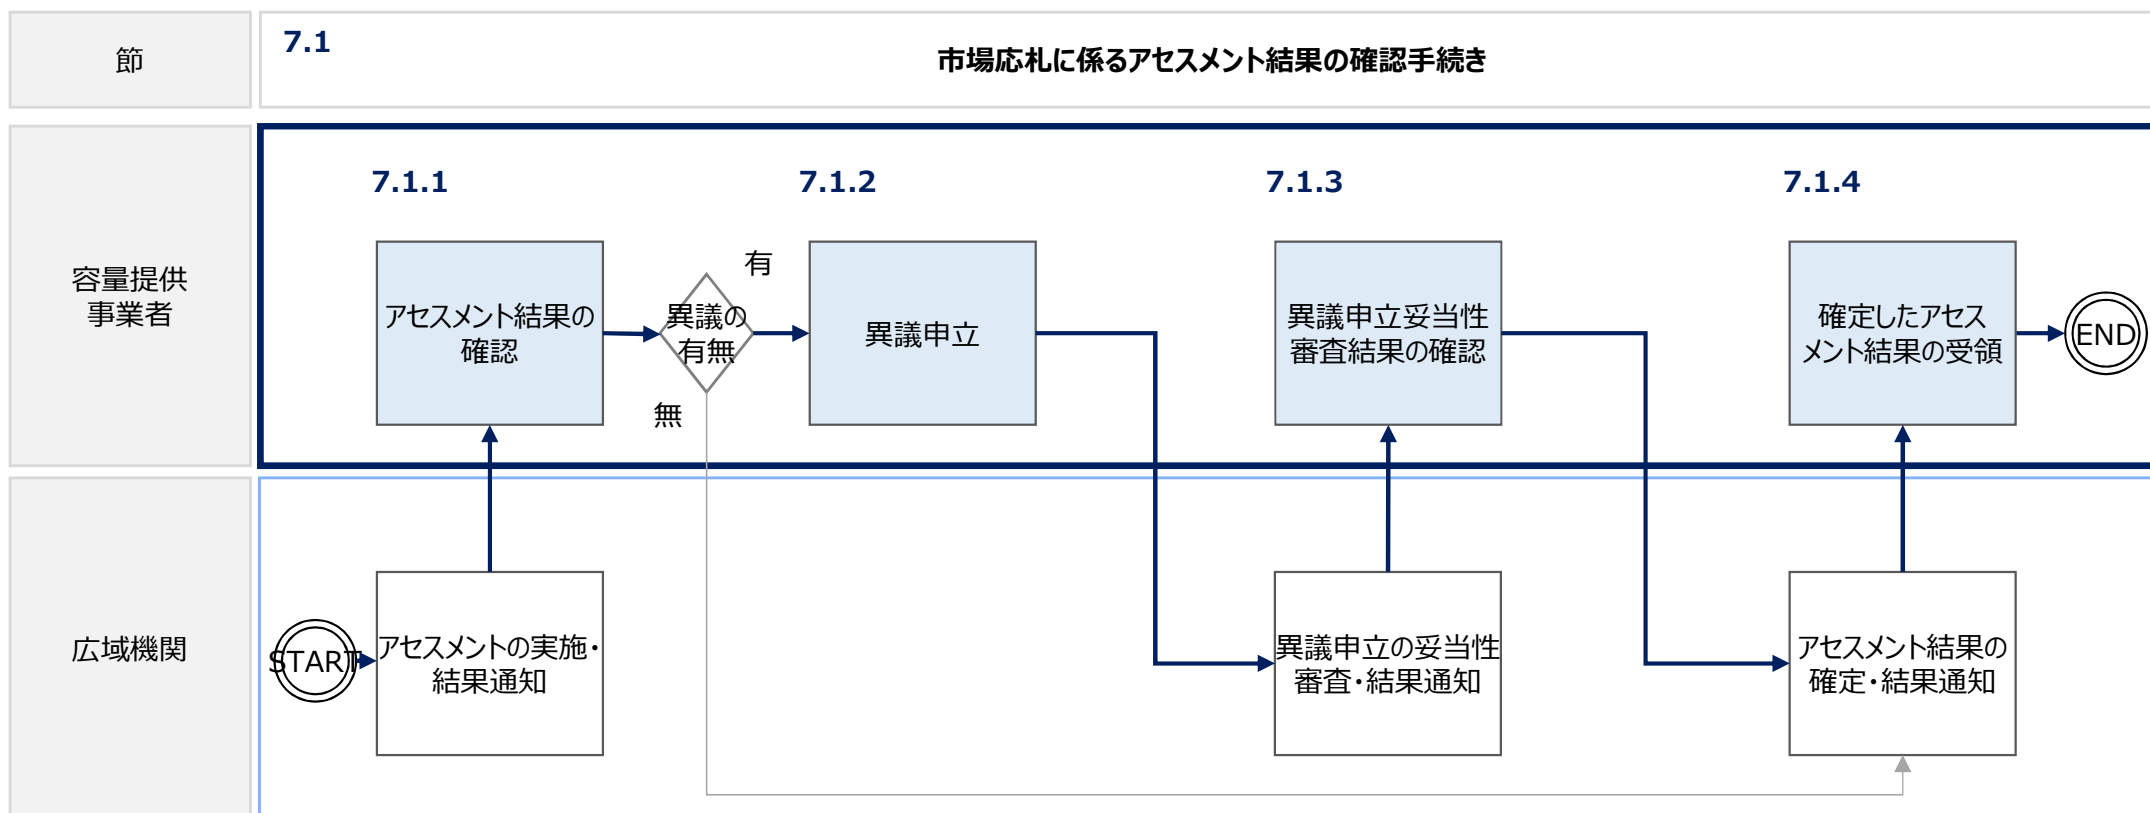 節
7.1
市場応札に係るアセスメント結果の確認手続き
容量提供
事業者
7.1.1
7.1.2
7.1.3
7.1.4
アセスメント結果の
確認
異議の
有無
有
無
異議申立
異議申立妥当性
審査結果の確認
確定したアセス
メント結果の受領
END
広域機関
START
アセスメントの実施・
結果通知
異議申立の妥当性
審査・結果通知
アセスメント結果の
確定・結果通知